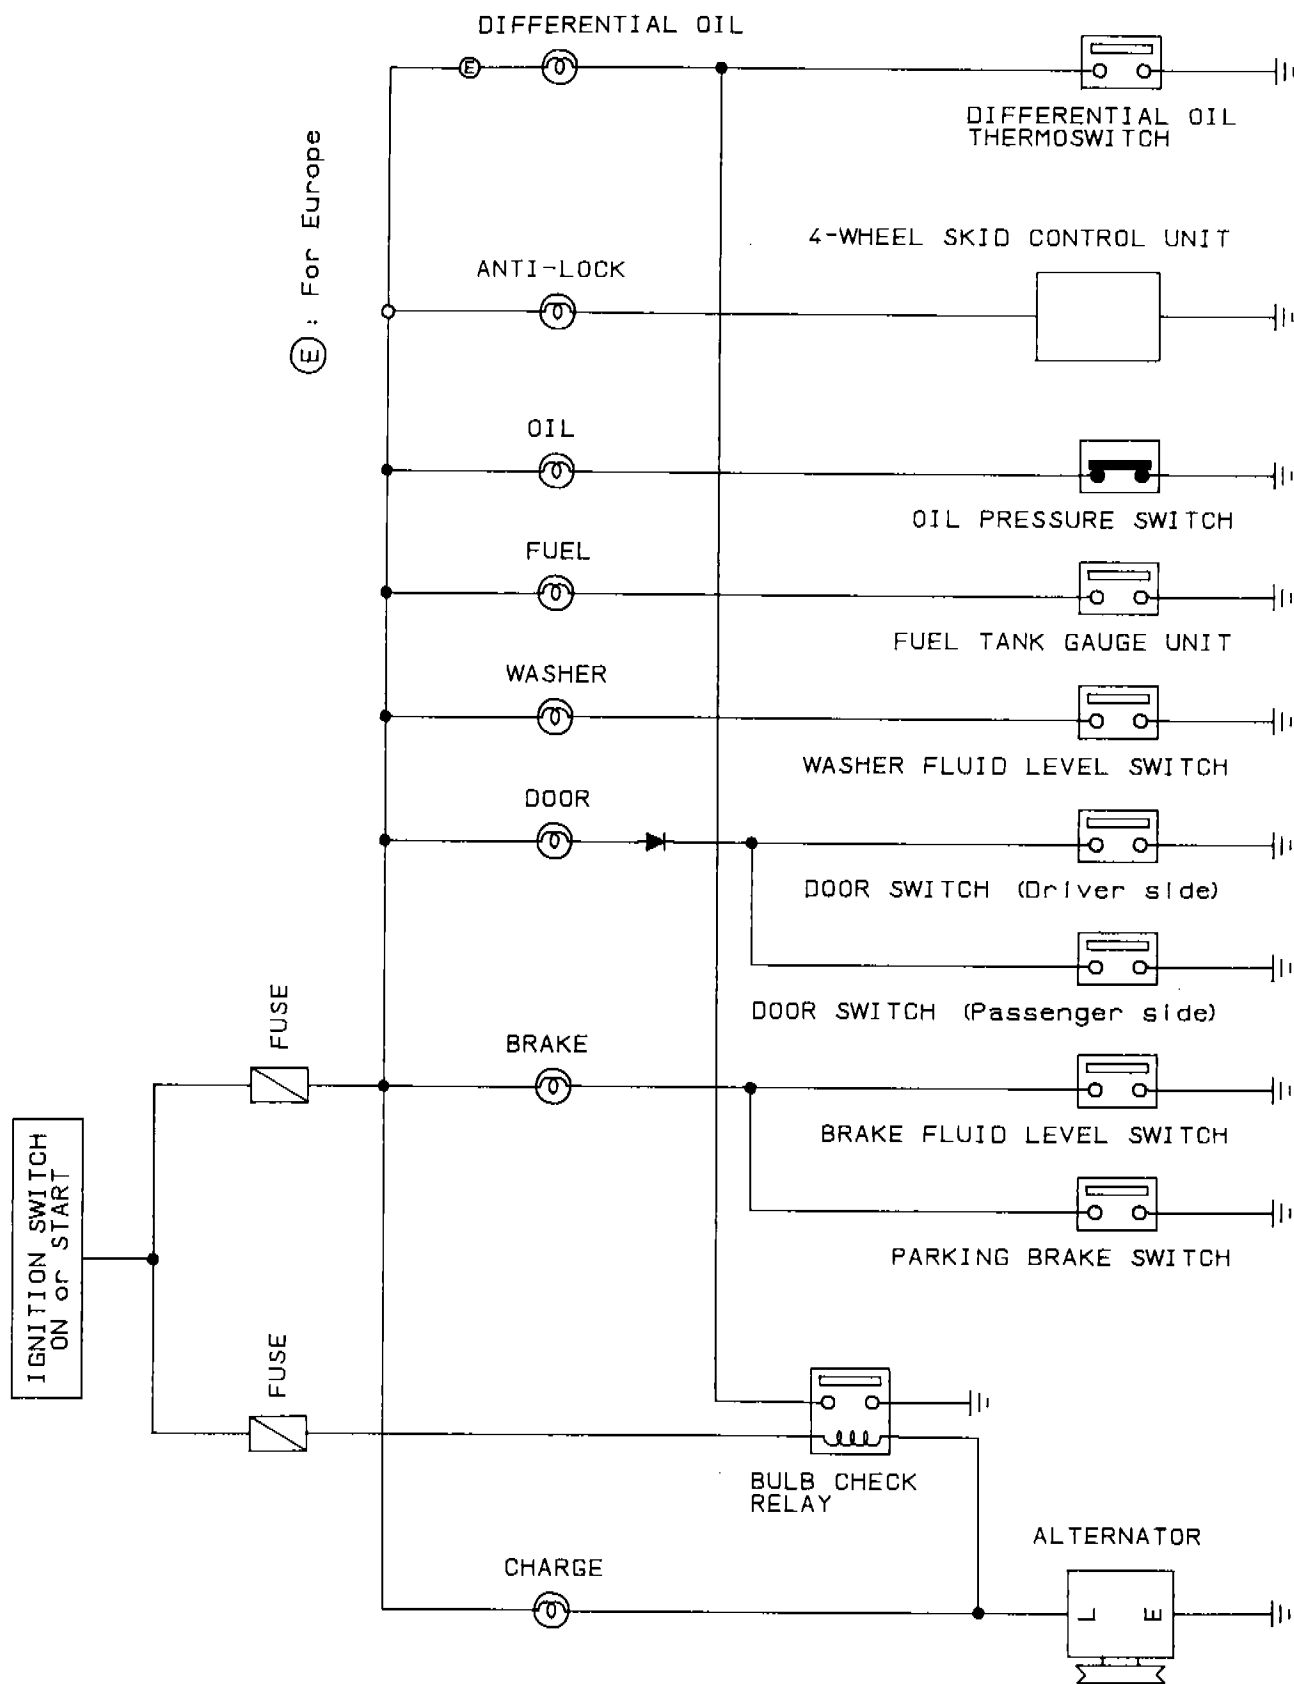 DIFFERENTIAL OIL
E
DIFFERENTIAL OIL
THERMOSWITCH
E : For Europe
4-WHEEL SKID CONTROL UNIT
ANTI-LOCK
OIL
OIL PRESSURE SWITCH
FUEL
FUEL TANK GAUGE UNIT
WASHER
WASHER FLUID LEVEL SWITCH
DOOR
DOOR SWITCH (Driver side)
DOOR SWITCH (Passenger side)
FUSE
BRAKE
BRAKE FLUID LEVEL SWITCH
IGNITION SWITCH
ON or START
PARKING BRAKE SWITCH
FUSE
BULB CHECK
RELAY
ALTERNATOR
CHARGE
L E